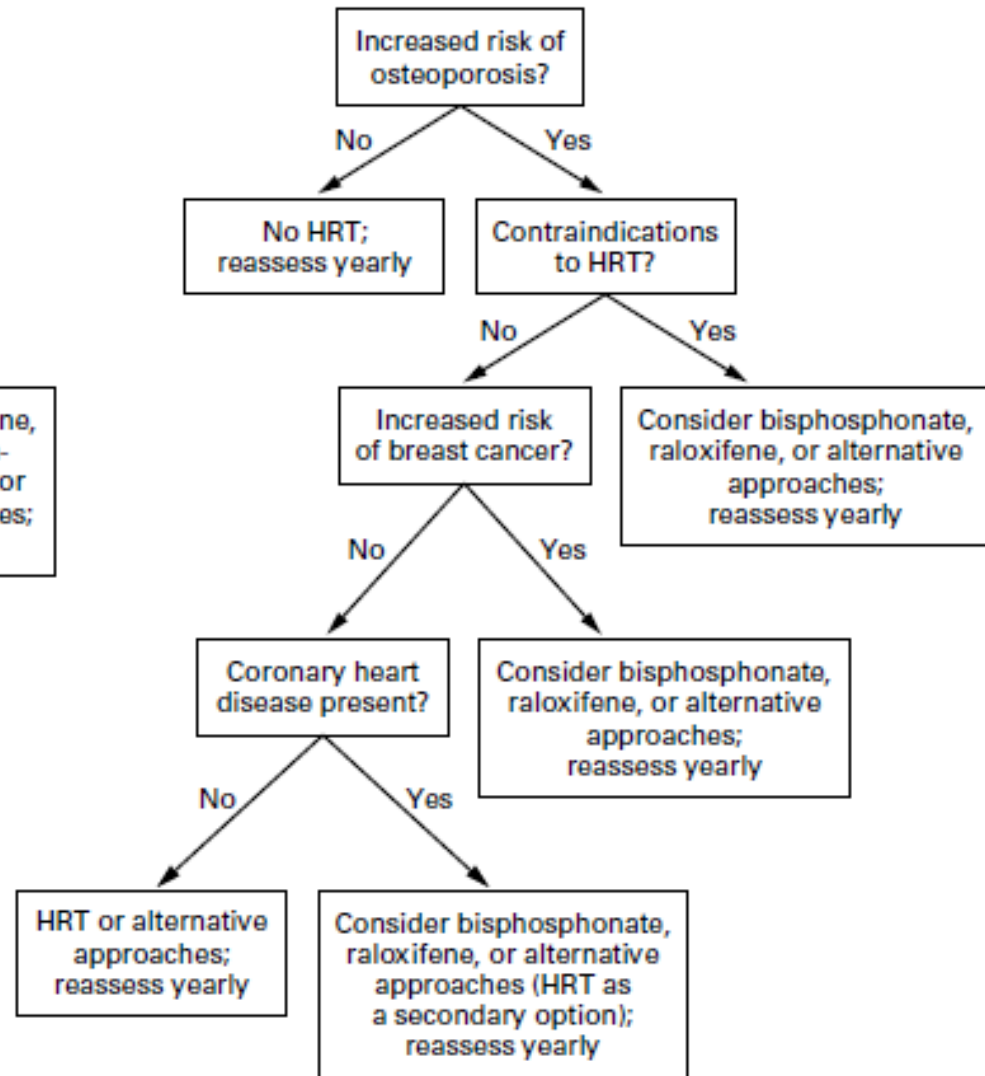 Increased risk of
osteoporosis?
No
Yes
No HRT;
reassess yearly
Contraindications
to HRT?
No
Yes
Increased risk
of breast cancer?
Consider bisphosphonate,
raloxifene, or alternative
approaches;
reassess yearly
or
No
Yes
Coronary heart
disease present?
Consider bisphosphonate,
raloxifene, or alternative
approaches;
reassess yearly
No
Yes
HRT or alternative
approaches;
reassess yearly
Consider bisphosphonate,
raloxifene, or alternative
approaches (HRT as
a secondary option);
reassess yearly